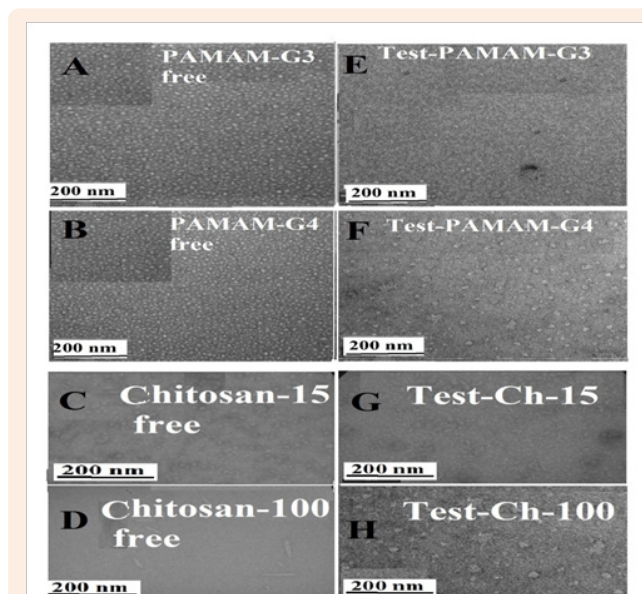 A
PAMAM-G3
free
200 nm
E
Test-PAMAM-G3
200 nm
B
PAMAM-G4
free
200 nm
F
Test-PAMAM-G4
200 nm
C
Chitosan-15
free
200 nm
G
Test-Ch-15
200 nm
D
Chitosan-100
free
200 nm
H
Test-Ch-100
200 nm